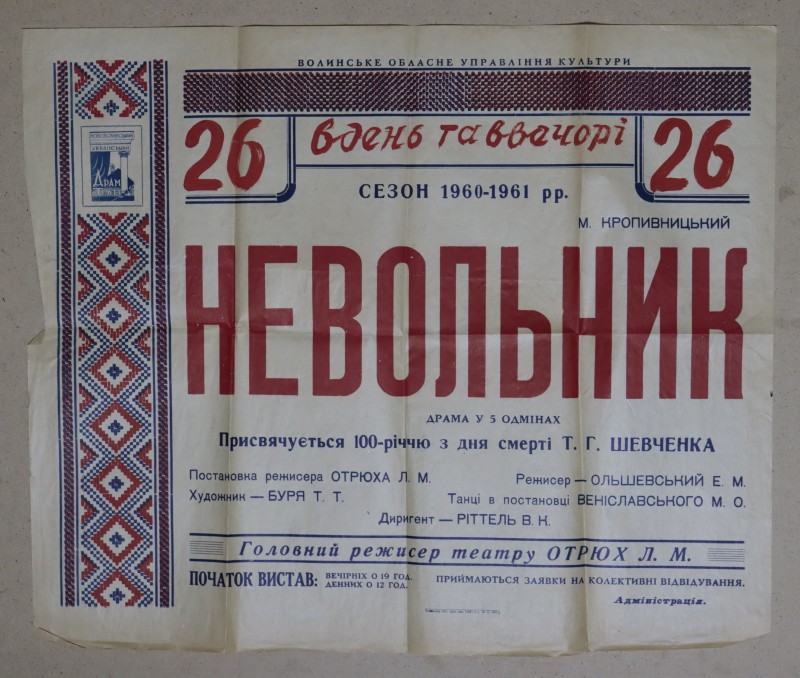 ВОЛИНСЬКЕ ОБЛАСНЕ УПРАВЛІННЯ КУЛЬТУРИ
26 вдень та ввечорі 26
СЕЗОН 1960-1961 рр.
УКРАЇНСЬКИЙ
ДРАМ
М. КРОПИВНИЦЬКИЙ
НЕВОЛЬНИК
ДРАМА У 5 ОДМІНАХ
Присвячується 100-річчю з дня смерті Т. Г. ШЕВЧЕНКА
Постановка режисера ОТРЮХА Л. М. Режисер — ОЛЬШЕВСЬКИЙ Е. М.
Художник — БУРЯ Т. Т. Танці в постановці ВЕНІСЛАВСЬКОГО М. О.
Диригент — РІТТЕЛЬ В. К.
Головний режисер театру ОТРЮХ Л. М.
ПОЧАТОК ВИСТАВ: ВЕЧІРНІХ О 19 ГОД. ПРИЙМАЮТЬСЯ ЗАЯВКИ НА КОЛЕКТИВНІ ВІДВІДУВАННЯ.
ДЕННИХ О 12 ГОД.
Адміністрація.